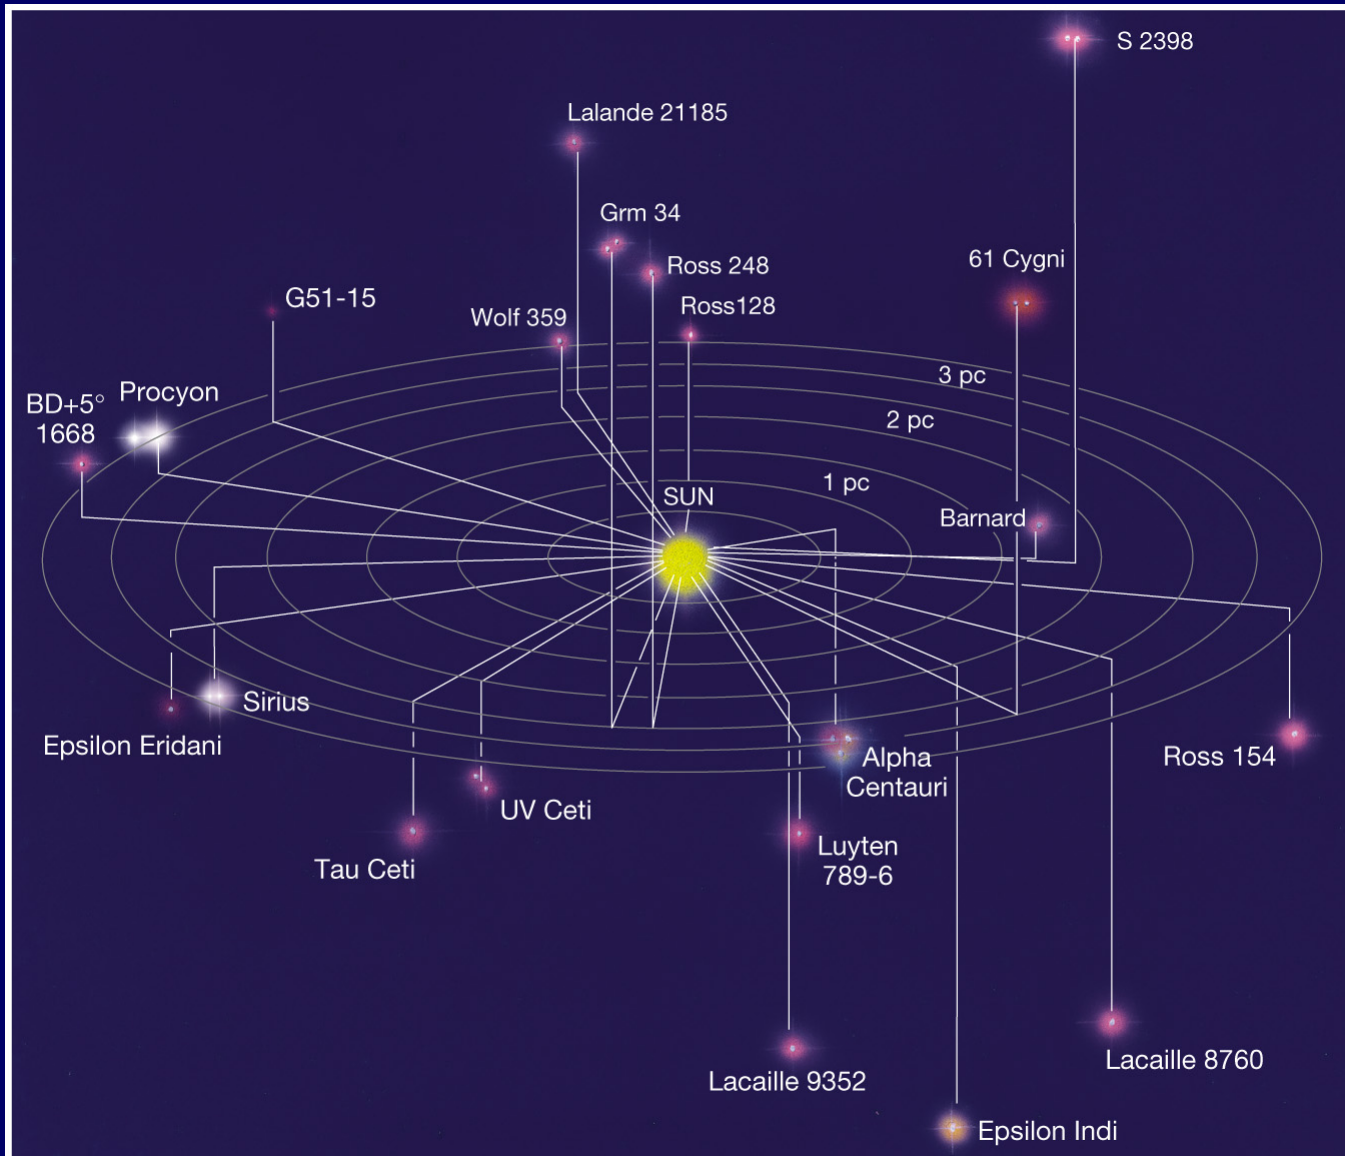 S 2398
Lalande 21185
Grm 34
61 Cygni
Ross 248
G51-15
Ross128
Wolf 359
3 pc
Procyon
BD+5°
1668
2 pc
1 pc
SUN
Barnard
Sirius
Epsilon Eridani
Alpha
Centauri
Ross 154
UV Ceti
Luyten
789-6
Tau Ceti
Lacaille 8760
Lacaille 9352
Epsilon Indi